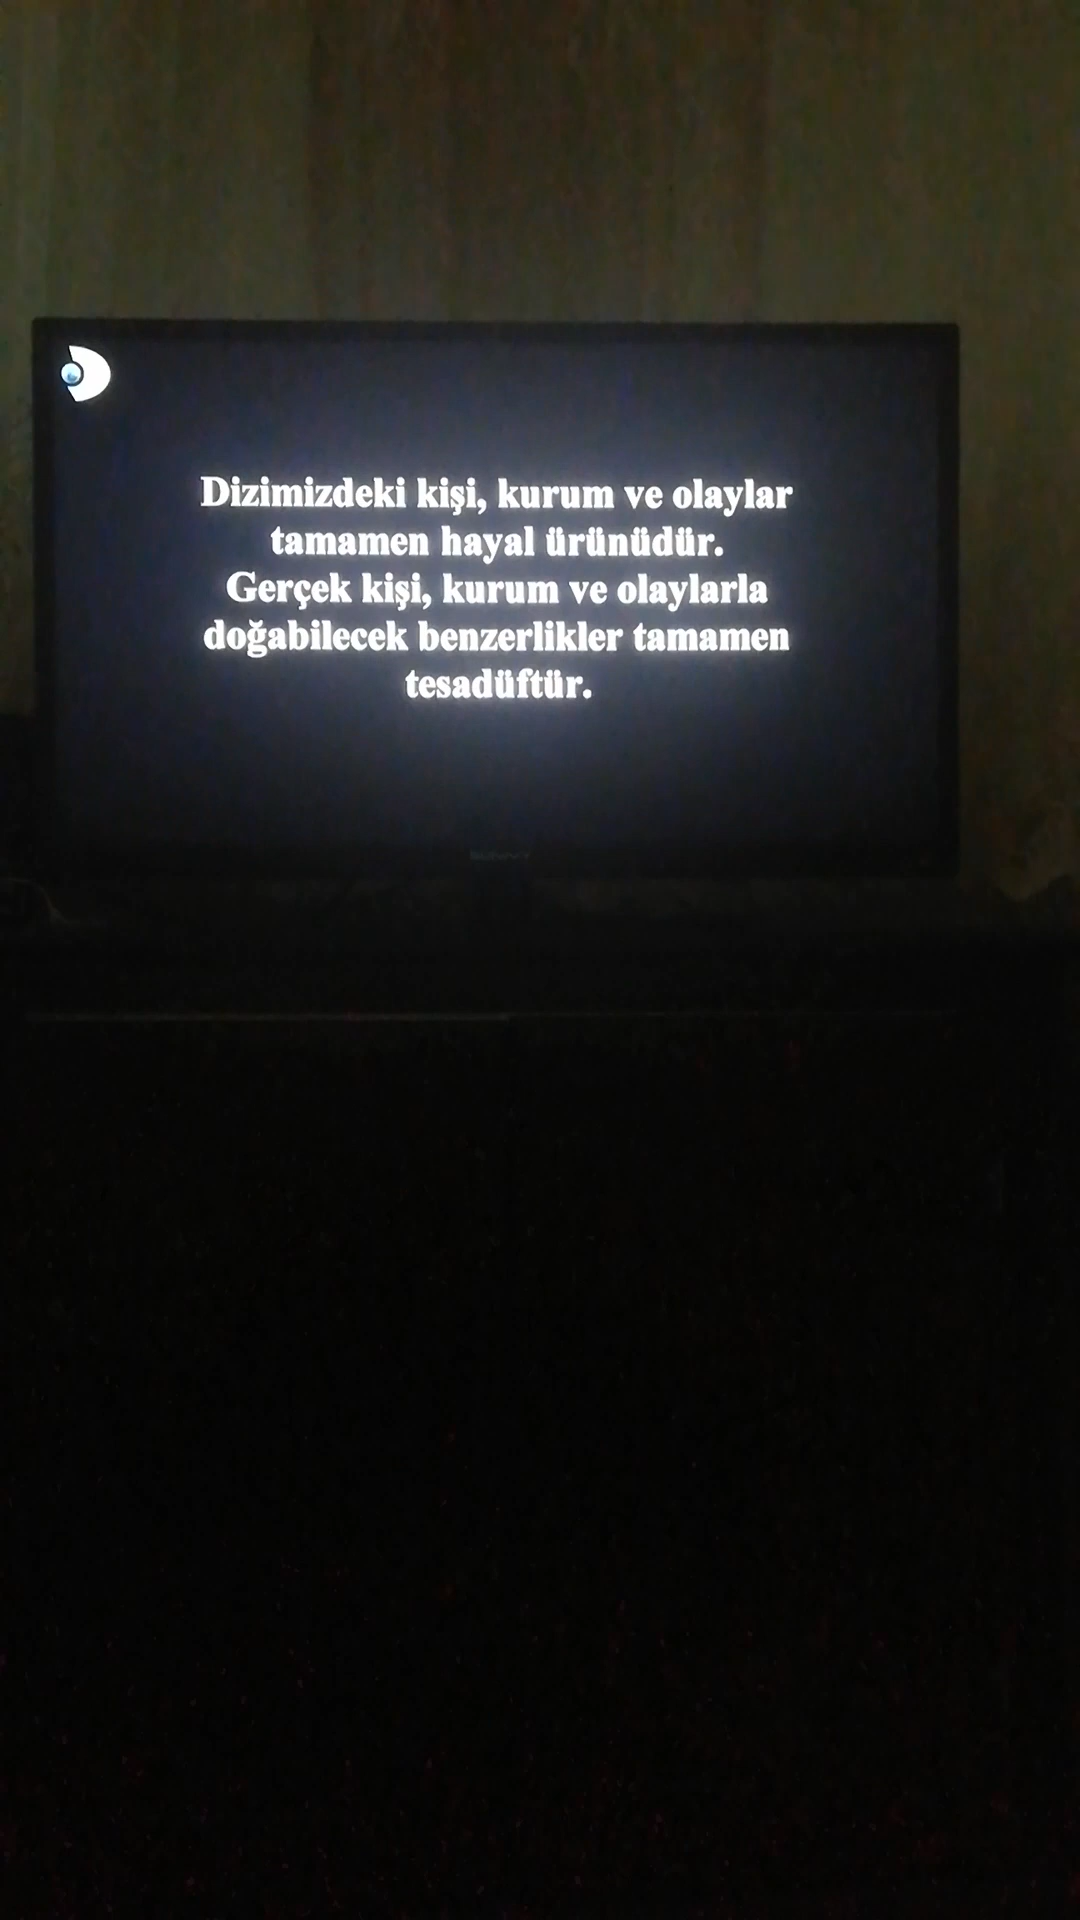 Dizimizdeki kişi, kurum ve olaylar
tamamen hayal ürünüdür.
Gerçek kişi, kurum ve olaylarla
doğabilecek benzerlikler tamamen
tesadüftür.